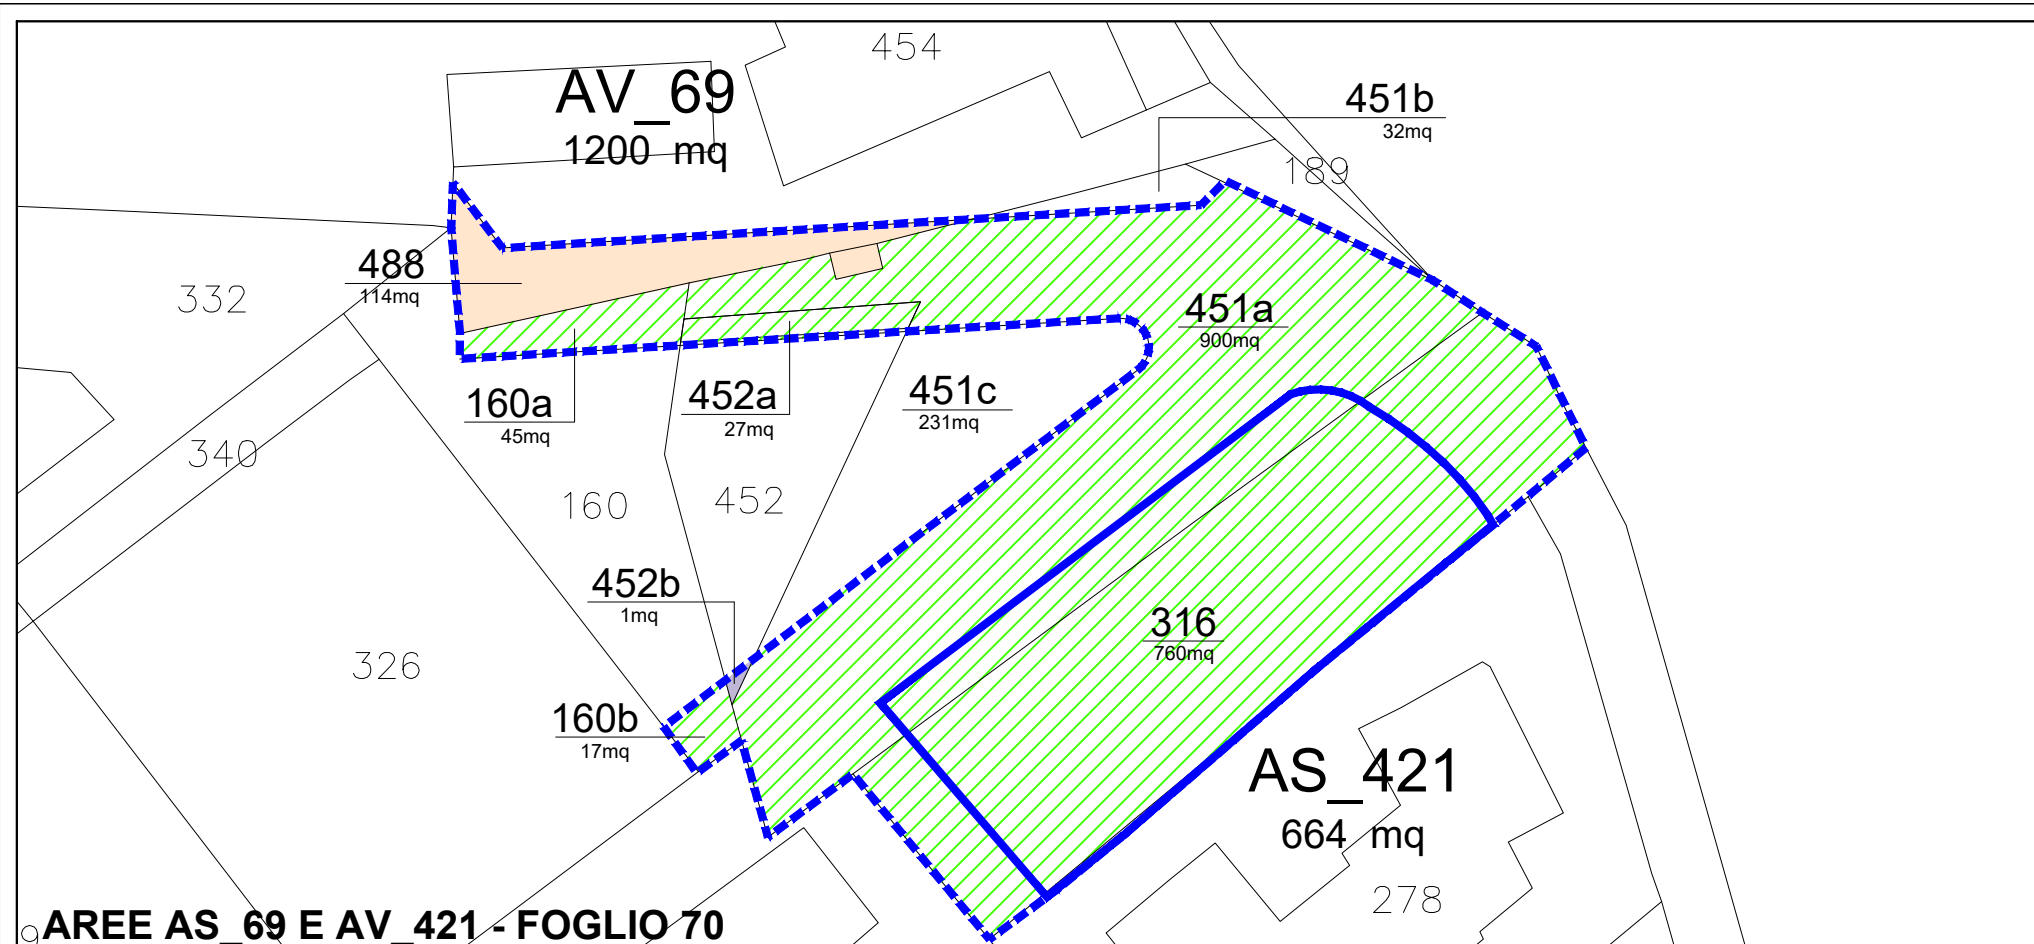 454
AV_69
1200 mq
451b
32mq
189
488
114mq
332
451a
900mq
160a
45mq
452a
27mq
451c
231mq
340
160
452
452b
1mq
316
760mq
326
160b
17mq
AS_421
664 mq
278
9
AREE AS_69 E AV_421 - FOGLIO 70